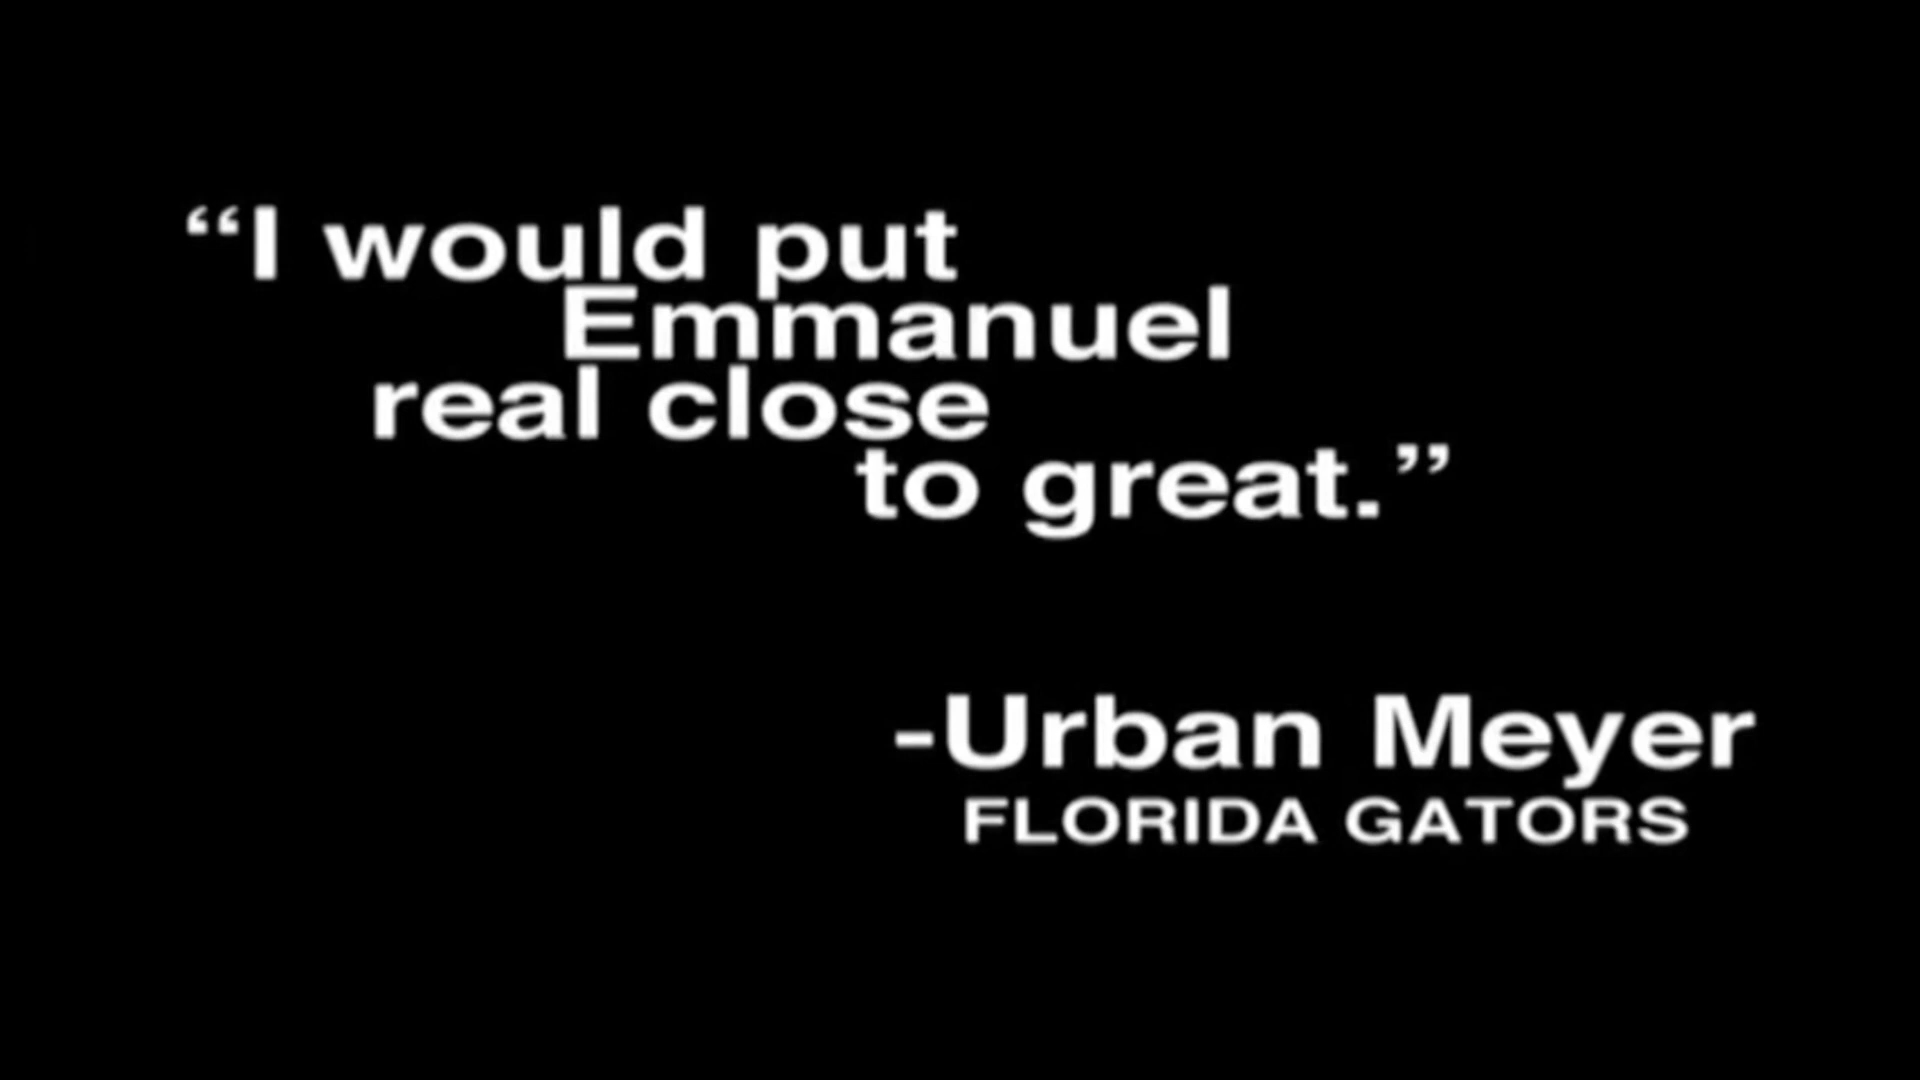 “I would put
Emmanuel
real close
to great.”
-Urban Meyer
FLORIDA GATORS